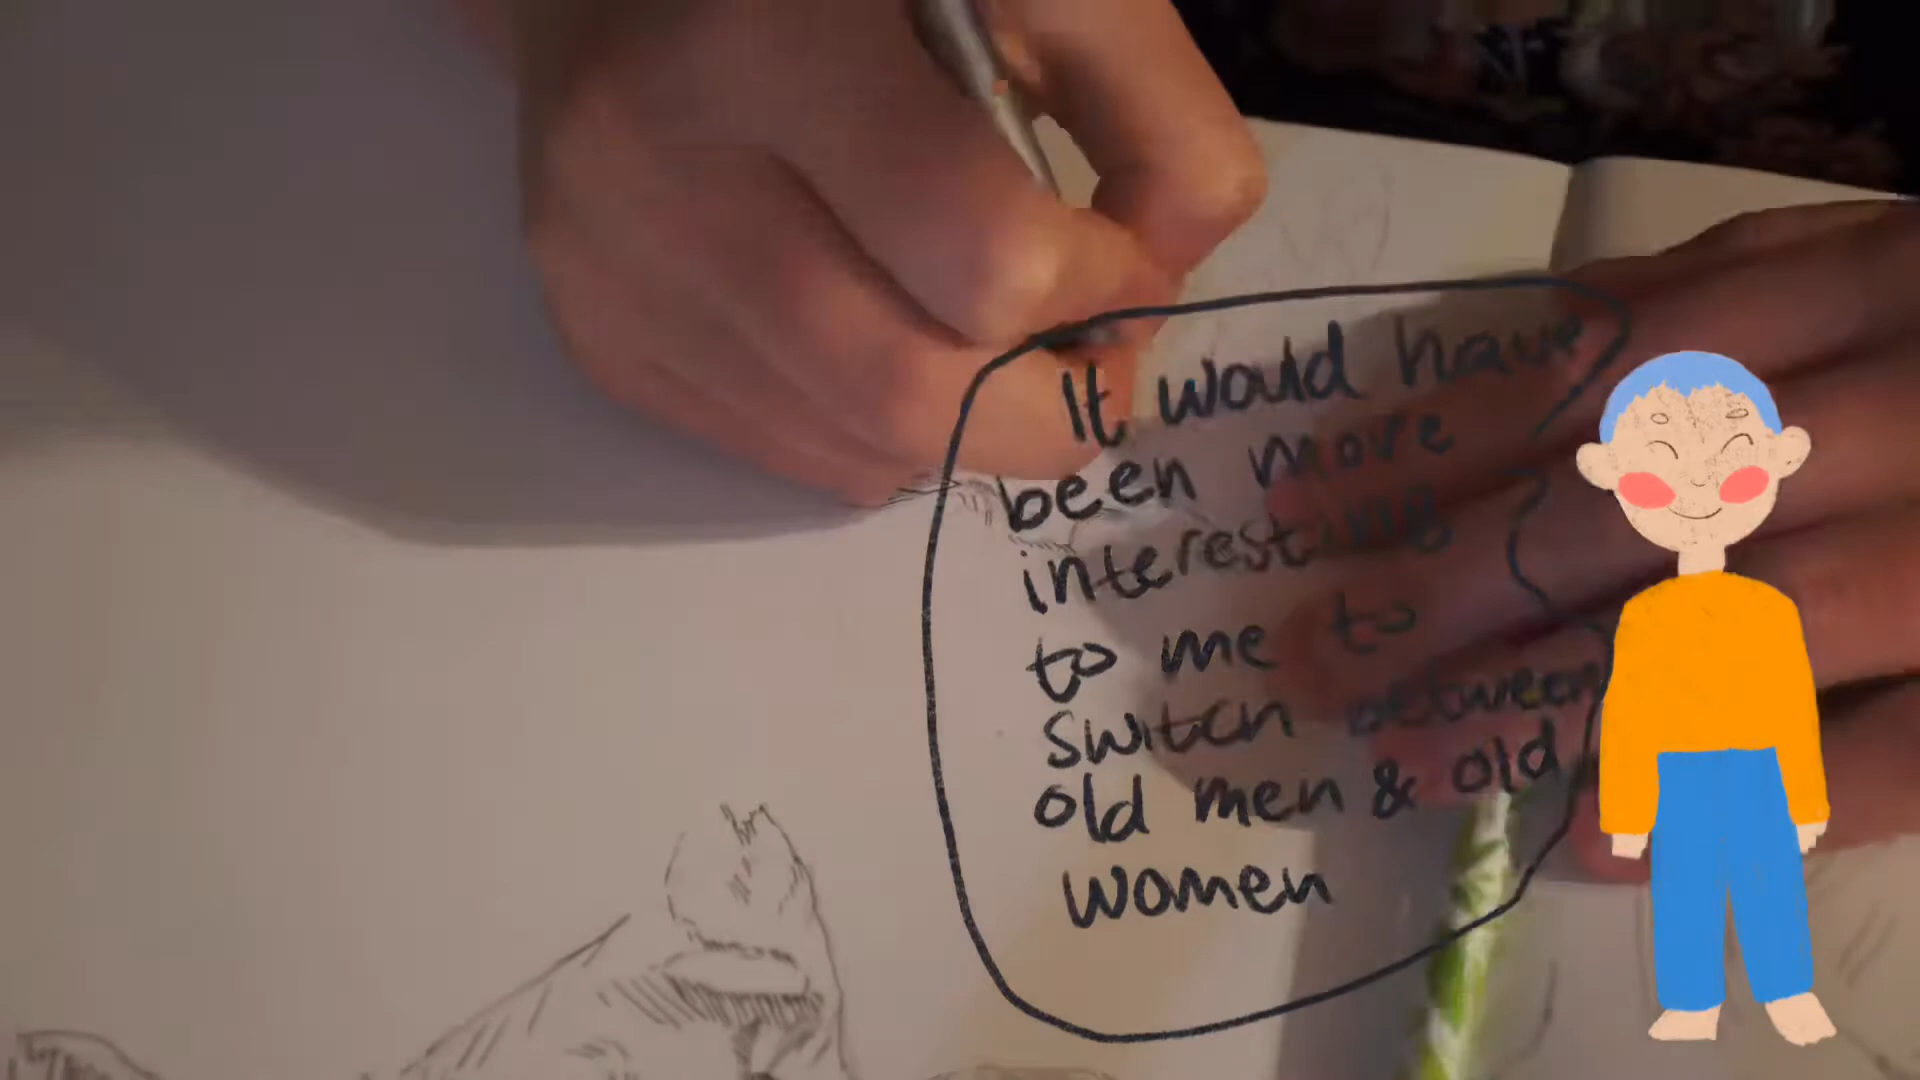 It would have
been more
interesting
to me to
switch between
old men & old
women